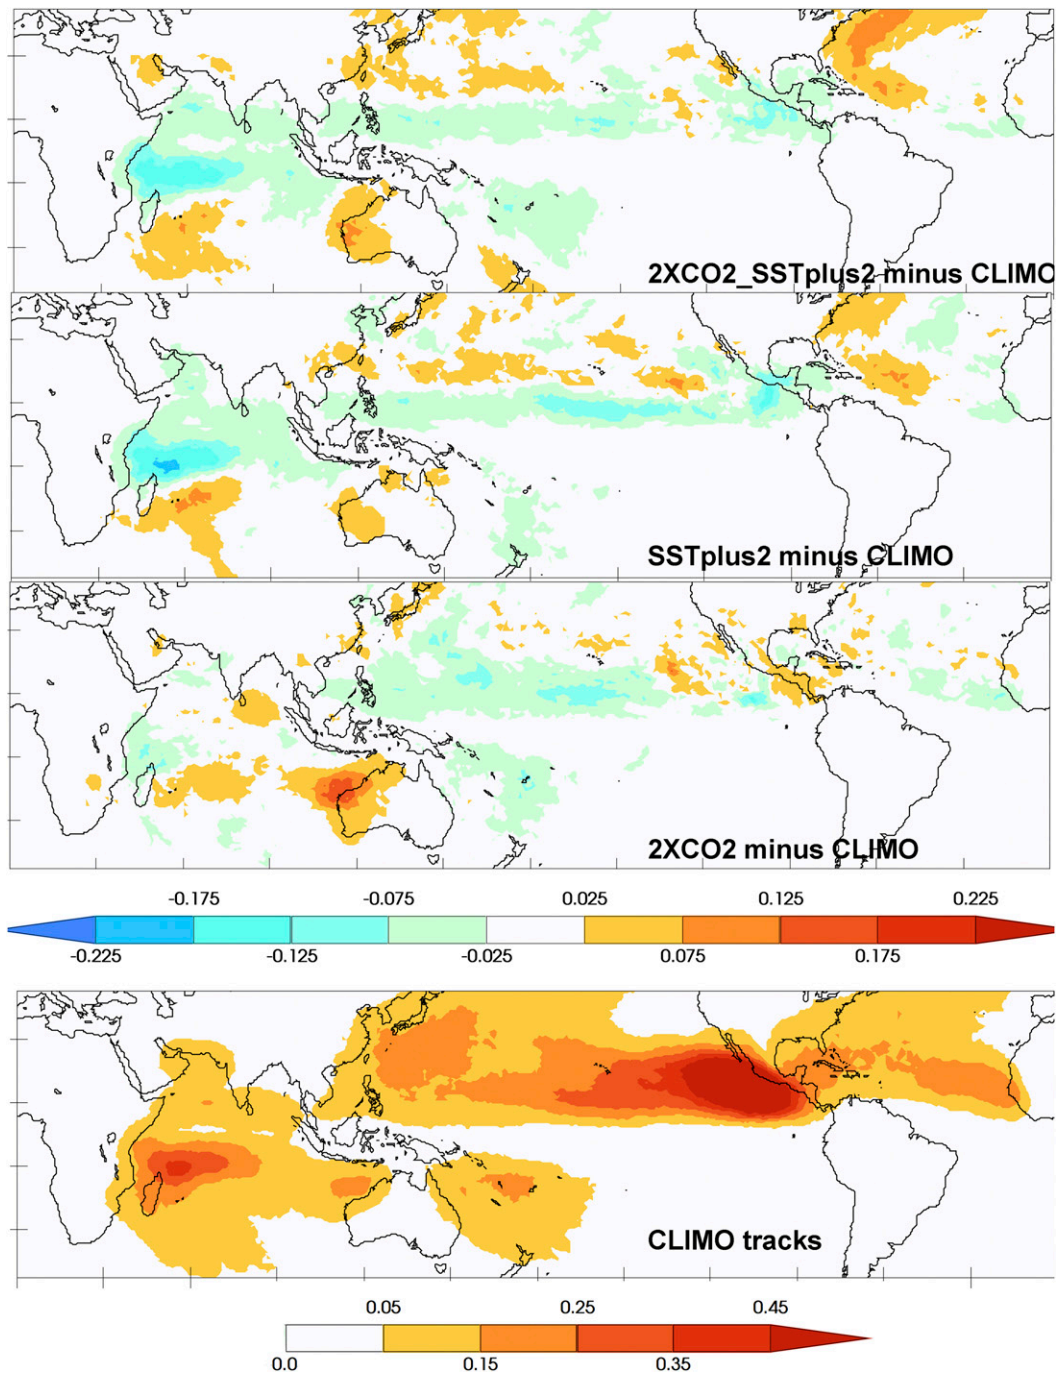 2XCO2_SSTplus2 minus CLIMO
SSTplus2 minus CLIMO
2XCO2 minus CLIMO
-0.175 -0.075 0.025 0.125 0.225
-0.225 -0.125 -0.025 0.075 0.175
CLIMO tracks
0.05 0.25 0.45
0.0 0.15 0.35